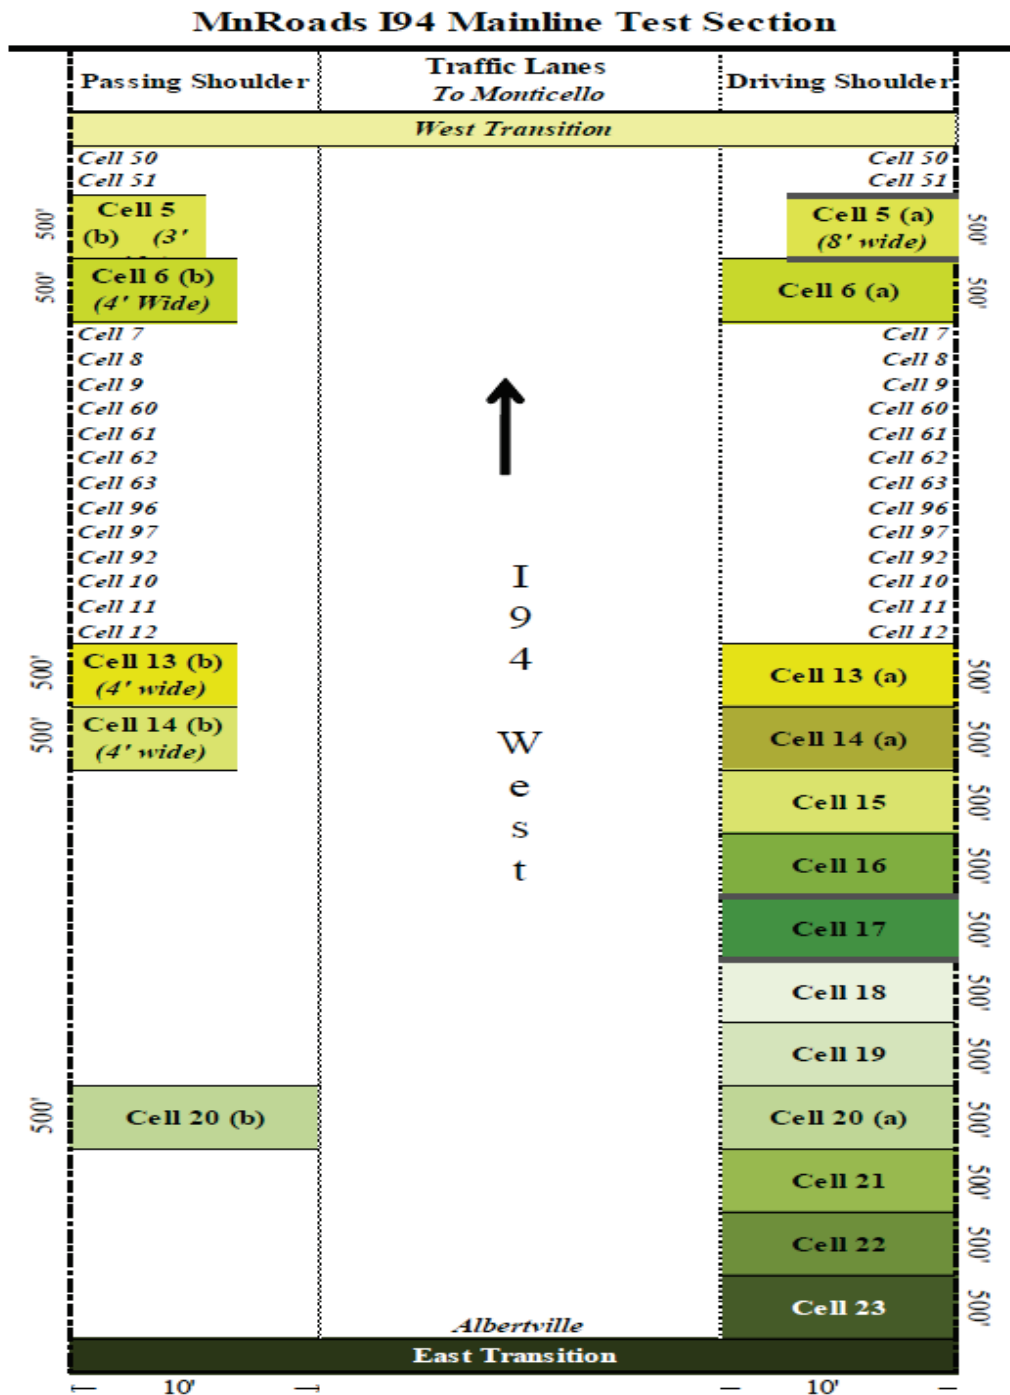 MnRoads I94 Mainline Test Section
Passing Shoulder
Traffic Lanes
To Monticello
Driving Shoulder
West Transition
Cell 50
Cell 50
Cell 51
Cell 51
500'
Cell 5
(b) (3'
Cell 5 (a)
(8' wide)
500'
500'
Cell 6 (b)
(4' Wide)
Cell 6 (a)
500'
Cell 7
Cell 7
Cell 8
Cell 8
Cell 9
Cell 9
Cell 60
Cell 60
Cell 61
Cell 61
Cell 62
Cell 62
Cell 63
Cell 63
Cell 96
Cell 96
Cell 97
Cell 97
Cell 92
Cell 92
Cell 10
Cell 10
Cell 11
Cell 11
Cell 12
Cell 12
I94 West
500'
Cell 13 (b)
(4' wide)
Cell 13 (a)
500'
500'
Cell 14 (b)
(4' wide)
Cell 14 (a)
500'
Cell 15
500'
Cell 16
500'
Cell 17
500'
Cell 18
500'
Cell 19
500'
500'
Cell 20 (b)
Cell 20 (a)
500'
Cell 21
500'
Cell 22
500'
Cell 23
500'
Albertville
East Transition
10'
10'